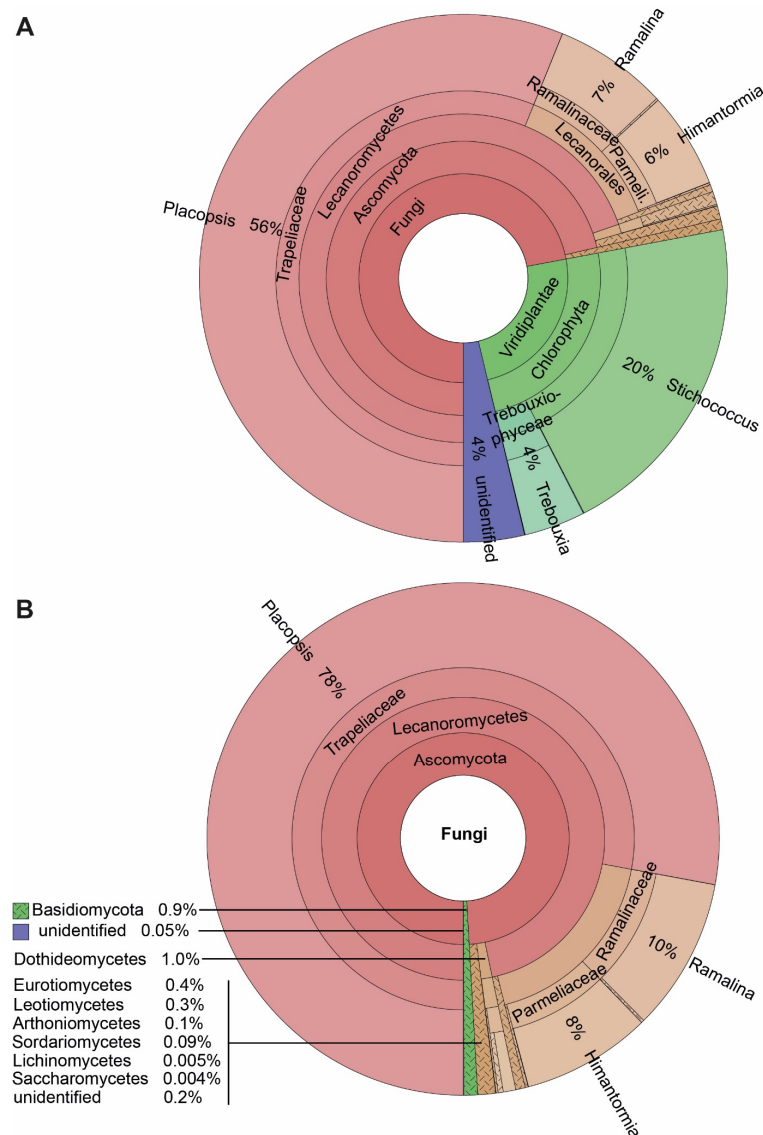 A
Ramalina
7%
Ramalinaceae
Himantormia
6%
Parmeli.
Lecanorales
Lecanoromycetes
Ascomycota
Fungi
Trapeliaceae
Placopsis 56%
Viridiplantae
Chlorophyta
20% Stichococcus
Trebouxio-
phyceae
4% Trebouxia
4% unidentified
B
Placopsis 78%
Trapeliaceae
Lecanoromycetes
Ascomycota
Fungi
Ramalinaceae
10% Ramalina
Parmeliaceae
8% Himantormia
Basidiomycota 0.9%
unidentified 0.05%
Dothideomycetes 1.0%
Eurotiomycetes 0.4%
Leotiomycetes 0.3%
Arthoniomycetes 0.1%
Sordariomycetes 0.09%
Lichinomycetes 0.005%
Saccharomycetes 0.004%
unidentified 0.2%